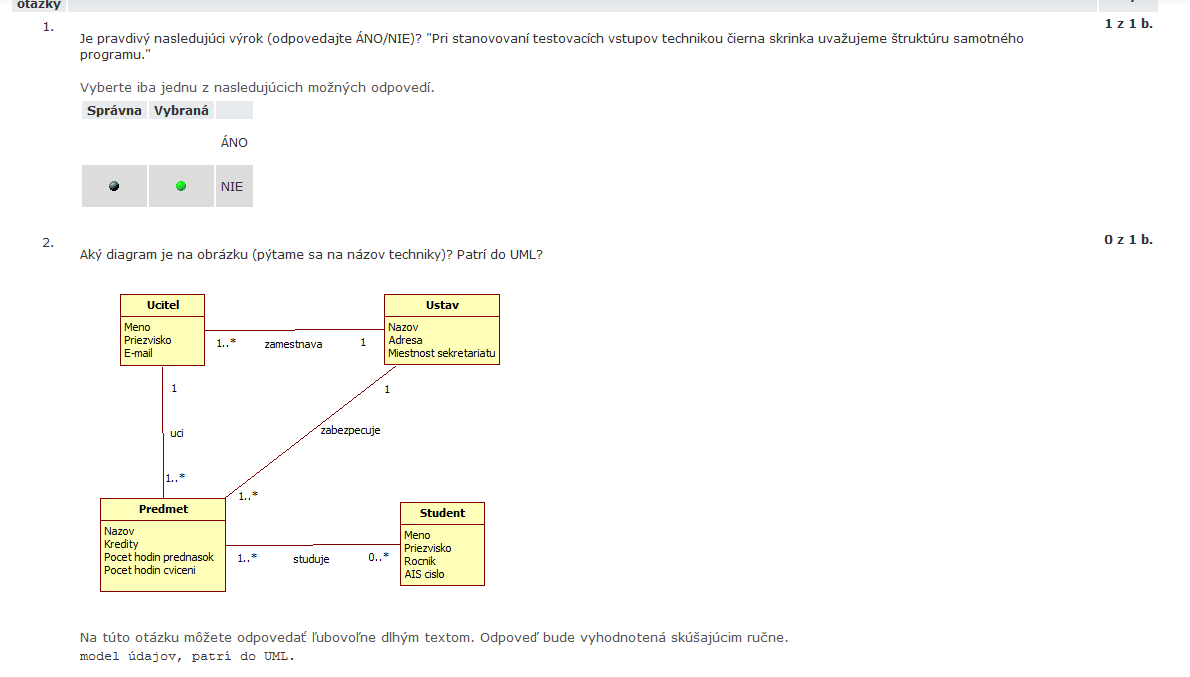 otázky
1.
1 z 1 b.
Je pravdivý nasledujúci výrok (odpovedajte ÁNO/NIE)? "Pri stanovovaní testovacích vstupov technikou čierna skrinka uvažujeme štruktúru samotného
programu."
Vyberte iba jednu z nasledujúcich možných odpovedí.
Správna Vybraná
ÁNO
NIE
2.
0 z 1 b.
Aký diagram je na obrázku (pýtame sa na názov techniky)? Patrí do UML?
Ucitel
Meno
Priezvisko
E-mail
1..* zamestnava 1
Ustav
Nazov
Adresa
Miestnost sekretariatu
1
uci
1..*
1
zabezpecuje
1..*
Predmet
Nazov
Kredity
Pocet hodin prednasok
Pocet hodin cviceni
1..* studuje 0..*
Student
Meno
Priezvisko
Rocnik
AIS cislo
Na túto otázku môžete odpovedať ľubovoľne dlhým textom. Odpoveď bude vyhodnotená skúšajúcim ručne.
model údajov, patrí do UML.